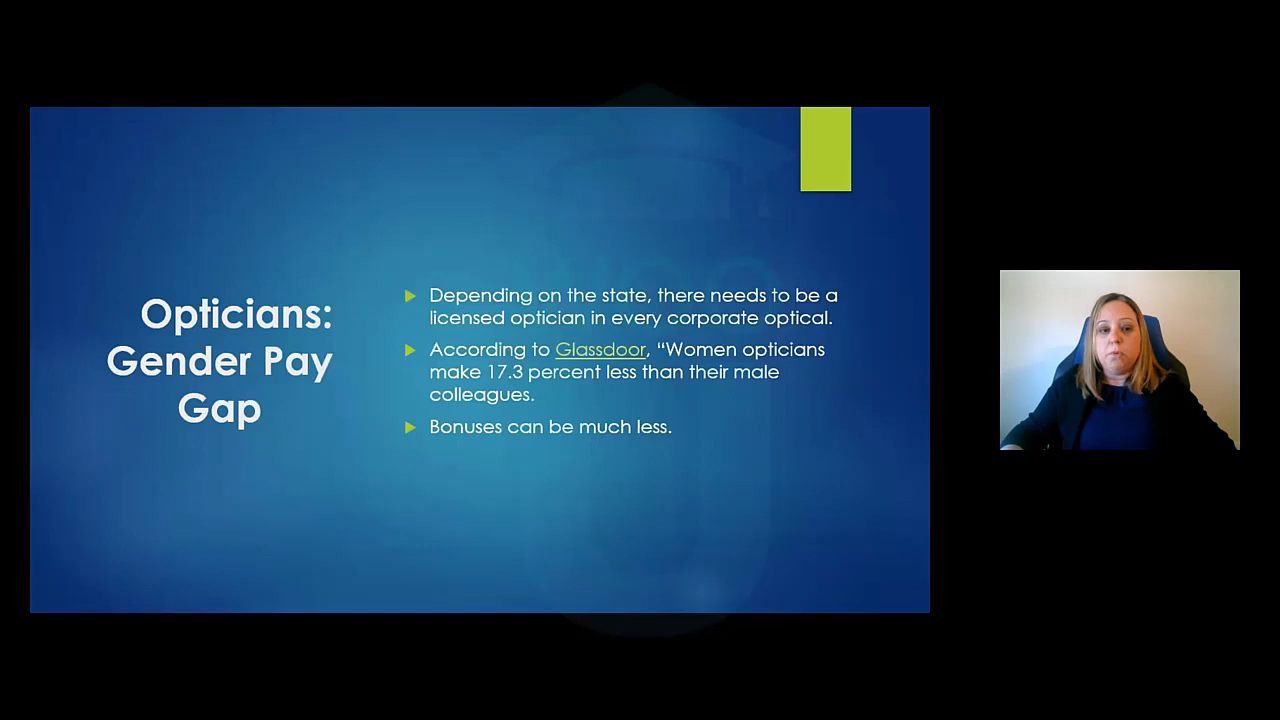 Opticians:
Gender Pay
Gap
Depending on the state, there needs to be a
licensed optician in every corporate optical.
According to Glassdoor, “Women opticians
make 17.3 percent less than their male
colleagues.
Bonuses can be much less.